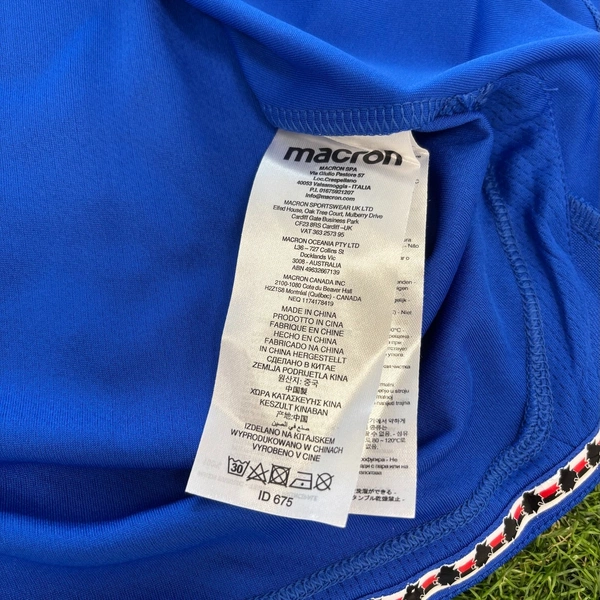 macron
MACRON SPA
Via Giulio Pastore 57
Loc.Crespellano
40053 Valsamoggia - ITALIA
P.I. 01675921207
info@macron.com
MACRON SPORTSWEAR UK LTD
Elfed House, Oak Tree Court, Mulberry Drive
Cardiff Gate Business Park
CF23 8RS Cardiff -UK
VAT 363 2573 95
MACRON OCEANIA PTY LTD
L36 – 727 Collins St
Docklands Vic
3008 - AUSTRALIA
ABN 49632667139
MACRON CANADA INC
2100-1080 Cote du Beaver Hall
H2Z1S8 Montréal (Québec) - CANADA
NEQ 1174178419
MADE IN CHINA
PRODOTTO IN CINA
FABRIQUE EN CHINE
HECHO EN CHINA
FABRICADO NA CHINA
IN CHINA HERGESTELLT
СДЕЛАНО В КИТАЕ
ZEMLJA PODRIJETLA KINA
원산지: 중국
中国製
ΧΩΡΑ ΚΑΤΑΣΚΕΥΗΣ ΚΙΝΑ
KESZULT KINABAN
产地:中国
صنع في الصين
IZDELANO NA KITAJSKEM
WYPRODUKOWANO W CHINACH
VYROBENO V CINE
30
ID 675